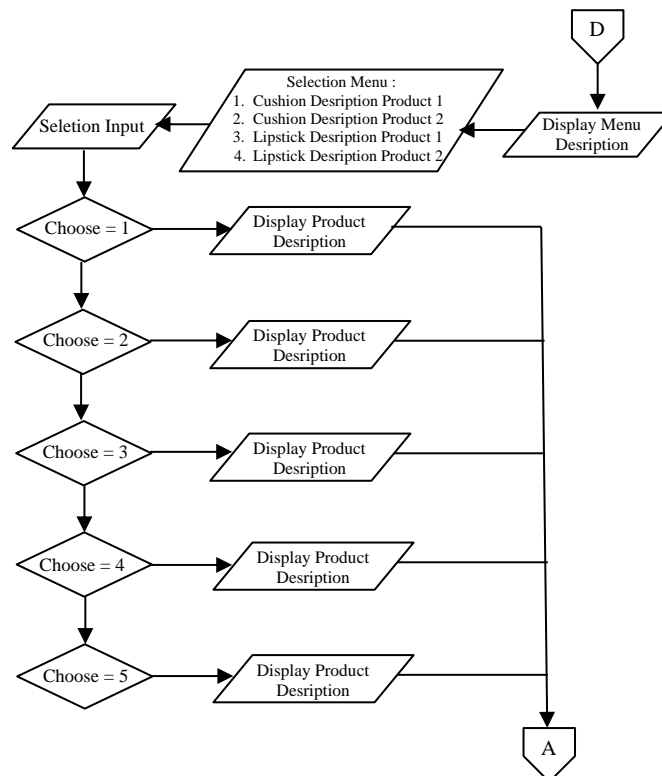 D
Display Menu
Desription
Selection Menu :
1. Cushion Desription Product 1
2. Cushion Desription Product 2
3. Lipstick Desription Product 1
4. Lipstick Desription Product 2
Seletion Input
Choose = 1
Display Product
Desription
Choose = 2
Display Product
Desription
Choose = 3
Display Product
Desription
Choose = 4
Display Product
Desription
Choose = 5
Display Product
Desription
A